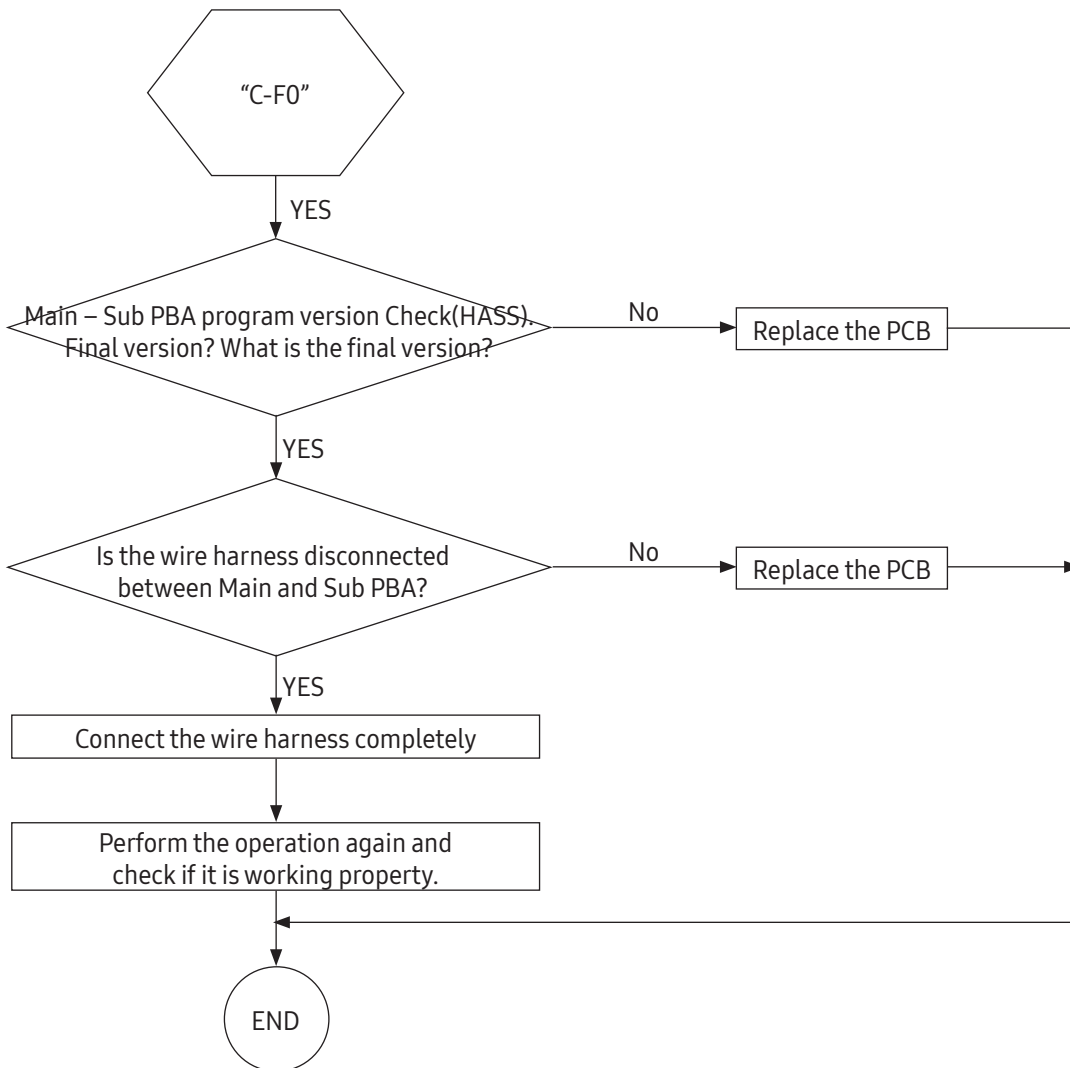 “C-F0”
YES
Main – Sub PBA program version Check(HASS).
Final version? What is the final version?
No
Replace the PCB
YES
Is the wire harness disconnected
between Main and Sub PBA?
No
Replace the PCB
YES
Connect the wire harness completely
Perform the operation again and
check if it is working property.
END